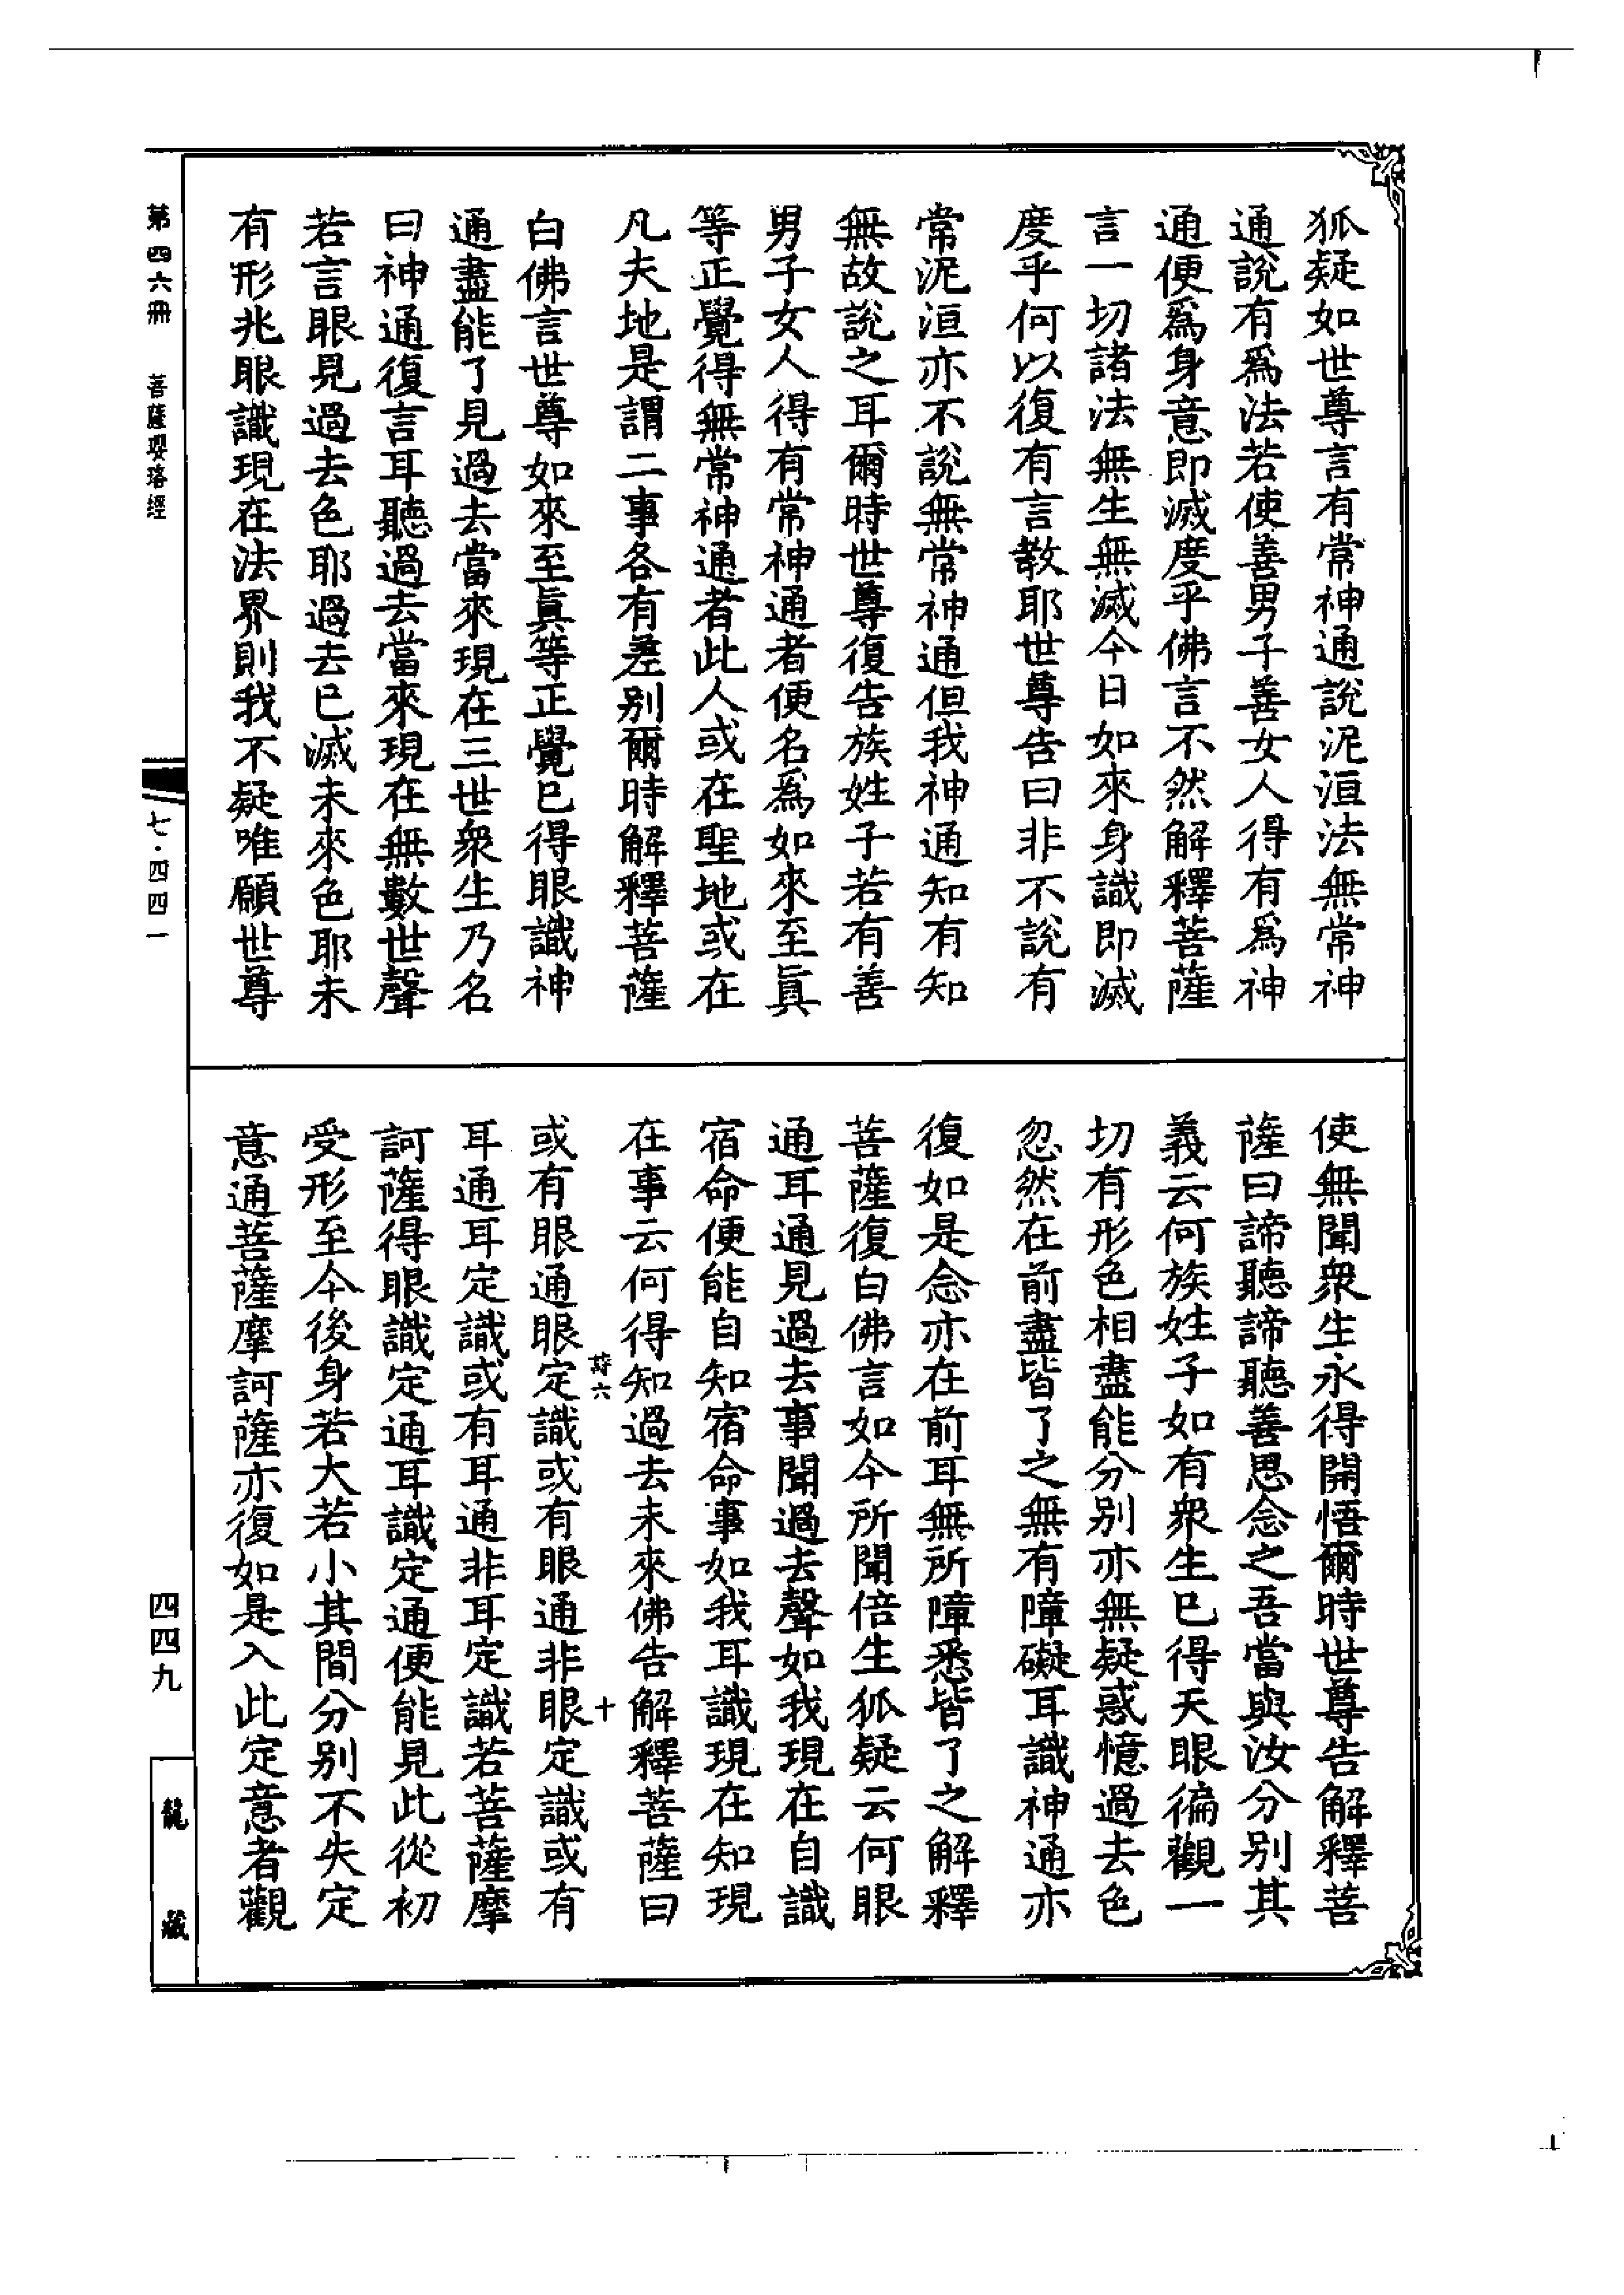 狐疑如世尊言有常神通說泥洹法無常神
通說有爲法若使善男子善女人得有爲神
通便爲身意即滅度乎佛言不然解釋菩薩
言一切諸法無生無滅今日如來身識即滅
度乎何以復有言教耶世尊告曰非不說有
常泥洹亦不說無常神通但我神通知有知
無故說之耳爾時世尊復告族姓子若有善
男子女人得有常神通者便名爲如來至眞
等正覺得無常神通者此人或在聖地或在
凡夫地是謂二事各有差別爾時解釋菩薩
白佛言世尊如來至眞等正覺已得眼識神
通盡能了見過去當來現在三世衆生乃名
曰神通復言耳聽過去當來現在無數世聲
若言眼見過去色耶過去已滅未來色耶未
有形兆眼識現在法界則我不疑唯願世尊
使無聞衆生永得開悟爾時世尊告解釋菩
薩曰諦聽諦聽善思念之吾當與汝分別其
義云何族姓子如有衆生已得天眼徧觀一
切有形色相盡能分別亦無疑惑憶過去色
忽然在前盡皆了之無有障礙耳識神通亦
復如是念亦在前耳無所障悉皆了之解釋
菩薩復白佛言如今所聞倍生狐疑云何眼
通耳通見過去事聞過去聲如我現在自識
宿命便能自知宿命事如我耳識現在知現
在事云何得知過去未來佛告解釋菩薩曰
或有眼通眼定識或有眼通非眼定識或有
耳通耳定識或有耳通非耳定識若菩薩摩
訶薩得眼識定通耳識定通便能見此從初
受形至今後身若大若小其間分別不失定
意通菩薩摩訶薩亦復如是入此定意者觀
第四六冊
菩薩瓔珞經
七·四四一
四四九
龍藏
十